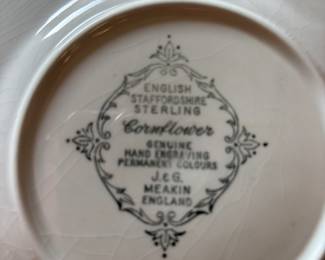 ENGLISH
STAFFORDSHIRE
STERLING
Cornflower
GENUINE
HAND ENGRAVING
PERMANENT COLOURS
J. & G.
MEAKIN
ENGLAND